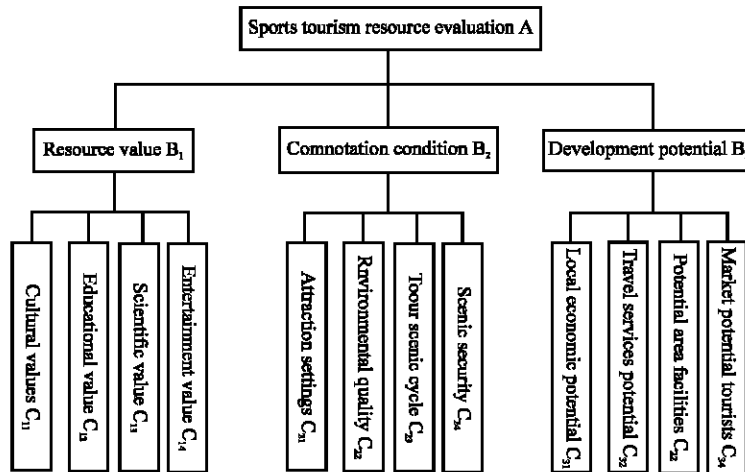 Sports tourism resource evaluation A
Resource value B₁
Comnotation condition B₂
Development potential B
Cultural values C₁₁
Educational value C₁₂
Scientific value C₁₃
Entertainment value C₁₄
Attraction settings C₂₁
Rnvironmental quality C₂₂
Toour scenic cycle C₂₃
Scenic security C₂₄
Local economic potential C₃₁
Travel services potential C₃₂
Potential area facilities C₂₂
Market potential tourists C₃₄